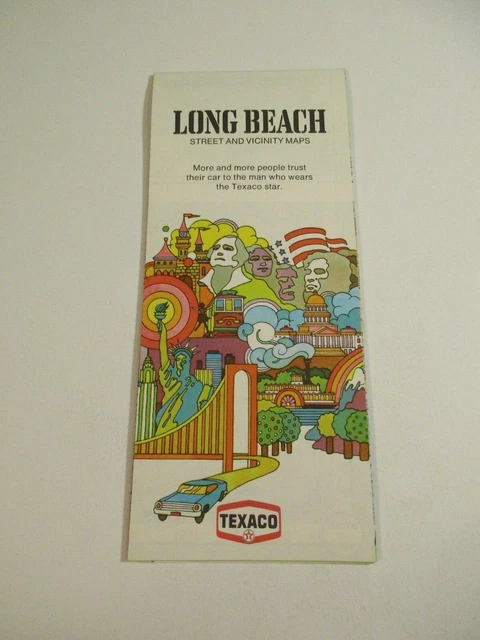 LONG BEACH
STREET AND VICINITY MAPS
More and more people trust
their car to the man who wears
the Texaco star.
TEXACO
T